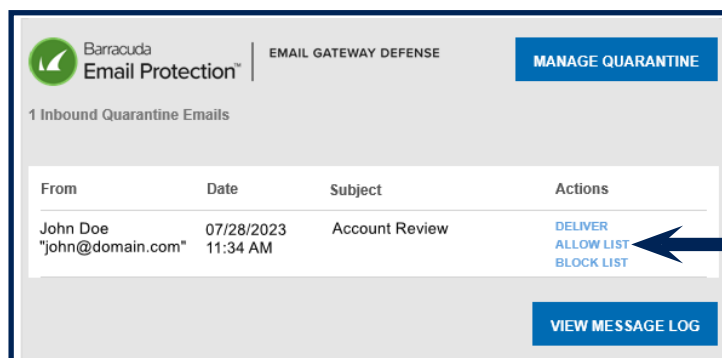 Barracuda
Email Protection™
EMAIL GATEWAY DEFENSE
MANAGE QUARANTINE
1 Inbound Quarantine Emails
From Date Subject Actions
John Doe 07/28/2023 Account Review DELIVER
"john@domain.com" 11:34 AM ALLOW LIST
BLOCK LIST
VIEW MESSAGE LOG